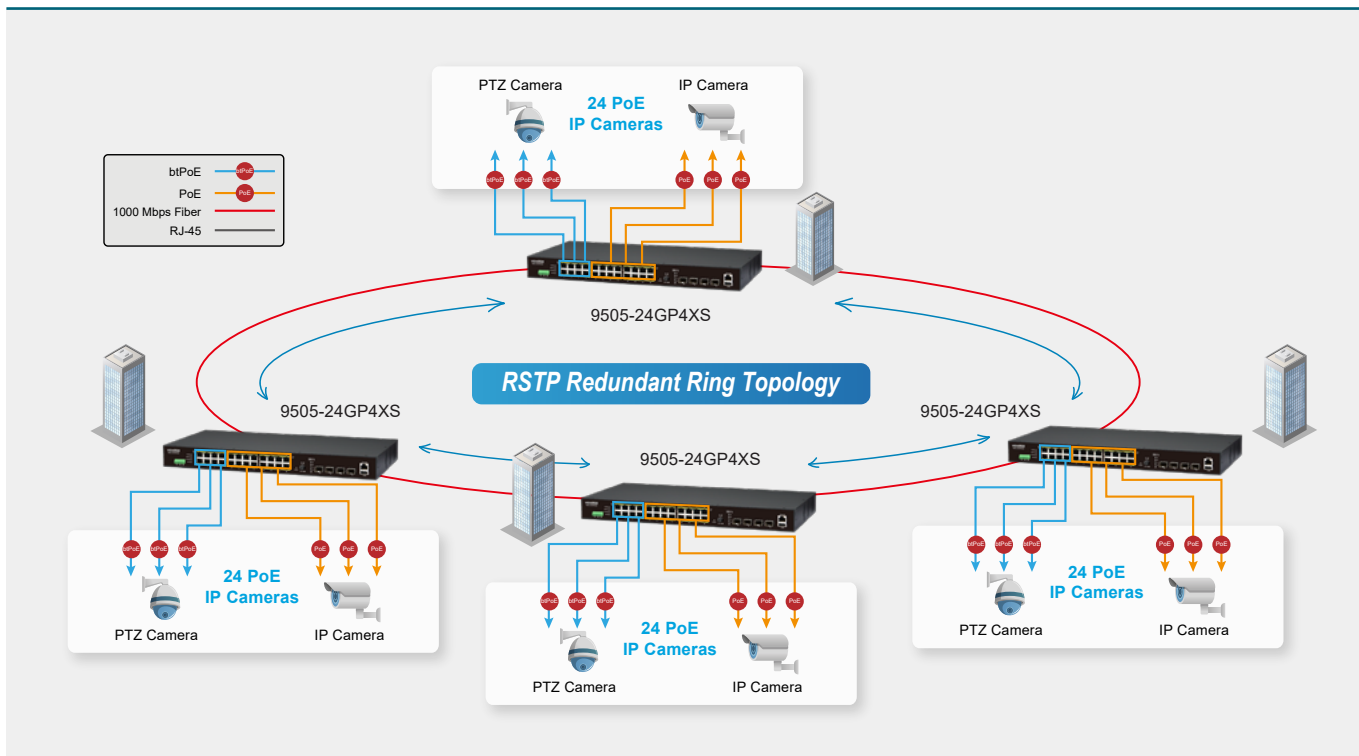 PTZ Camera
IP Camera
24 PoE
IP Cameras
btPoE
btPoE
PoE
PoE
1000 Mbps Fiber
RJ-45
btPoE
btPoE
btPoE
PoE
PoE
PoE
9505-24GP4XS
RSTP Redundant Ring Topology
9505-24GP4XS
9505-24GP4XS
9505-24GP4XS
btPoE
btPoE
btPoE
PoE
PoE
PoE
24 PoE
IP Cameras
PTZ Camera
IP Camera
btPoE
btPoE
btPoE
PoE
PoE
PoE
24 PoE
IP Cameras
PTZ Camera
IP Camera
btPoE
btPoE
btPoE
PoE
PoE
PoE
24 PoE
IP Cameras
PTZ Camera
IP Camera